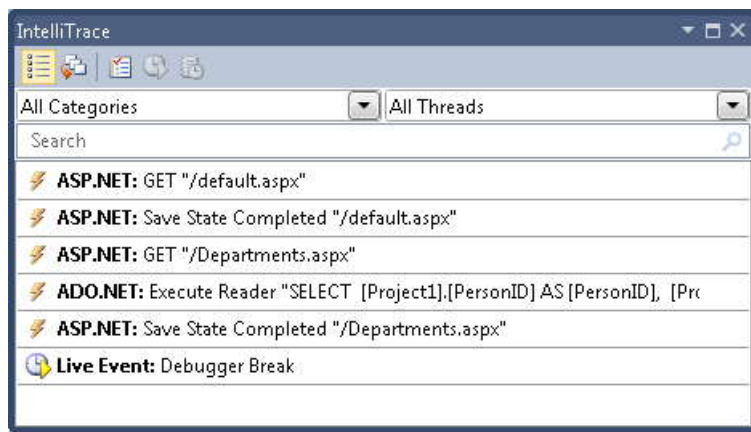 IntelliTrace
All Categories All Threads
Search
ASP.NET: GET "/default.aspx"
ASP.NET: Save State Completed "/default.aspx"
ASP.NET: GET "/Departments.aspx"
ADO.NET: Execute Reader "SELECT [Project1].[PersonID] AS [PersonID], [Pro
ASP.NET: Save State Completed "/Departments.aspx"
Live Event: Debugger Break